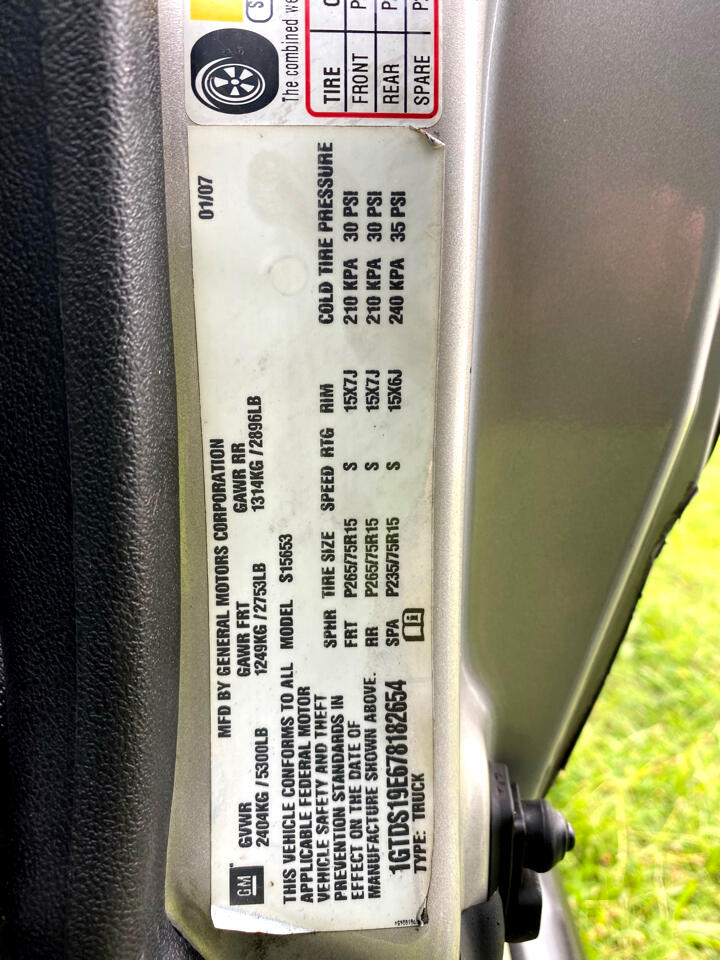 The combined we
TIRE
FRONT
REAR
SPARE
01/07
MFD BY GENERAL MOTORS CORPORATION
GM
GVWR GAWR FRT GAWR RR
2404KG/5300LB 1249KG/2753LB 1314KG/2896LB
THIS VEHICLE CONFORMS TO ALL
APPLICABLE FEDERAL MOTOR
VEHICLE SAFETY AND THEFT
PREVENTION STANDARDS IN
EFFECT ON THE DATE OF
MANUFACTURE SHOWN ABOVE.
1GTDS19E678182654
TYPE: TRUCK
MODEL S15653
SPHR TIRE SIZE SPEED RTG RIM COLD TIRE PRESSURE
FRT P265/75R15 S 15X7J 210 KPA 30 PSI
RR P265/75R15 S 15X7J 210 KPA 30 PSI
SPA P235/75R15 S 15X6J 240 KPA 35 PSI